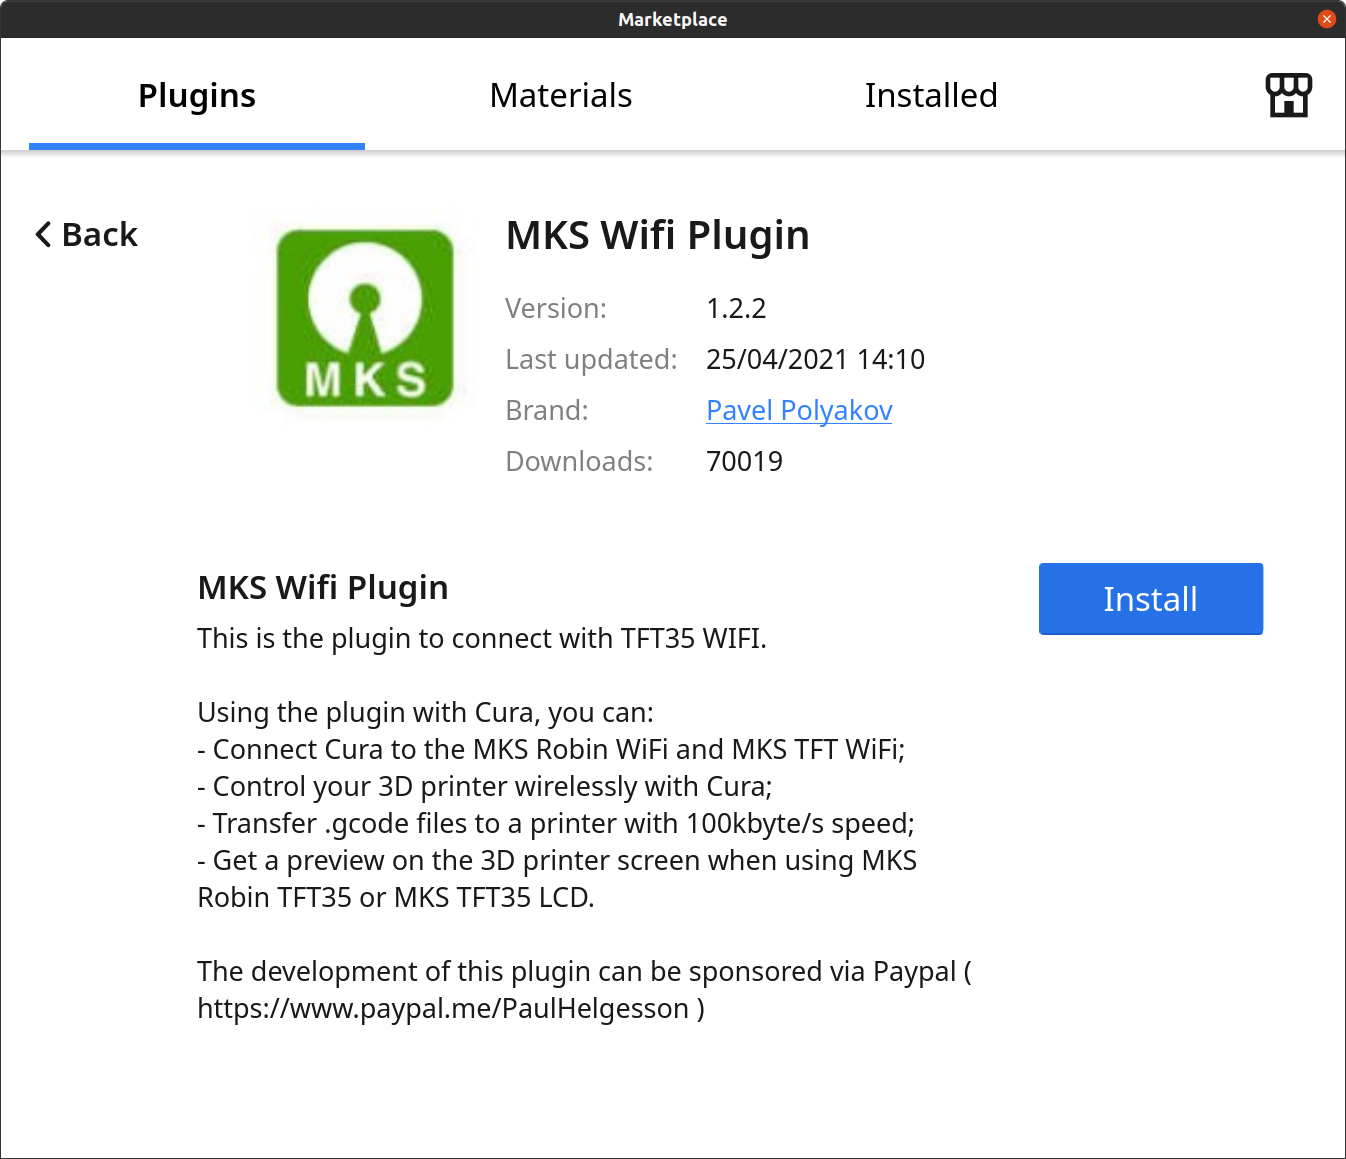 Marketplace
Plugins
Materials
Installed
Back
MKS
MKS Wifi Plugin
Version:
1.2.2
Last updated:
25/04/2021 14:10
Brand:
Pavel Polyakov
Downloads:
70019
MKS Wifi Plugin
Install
This is the plugin to connect with TFT35 WIFI.
Using the plugin with Cura, you can:
- Connect Cura to the MKS Robin WiFi and MKS TFT WiFi;
- Control your 3D printer wirelessly with Cura;
- Transfer .gcode files to a printer with 100kbyte/s speed;
- Get a preview on the 3D printer screen when using MKS
Robin TFT35 or MKS TFT35 LCD.
The development of this plugin can be sponsored via Paypal (
https://www.paypal.me/PaulHelgesson )